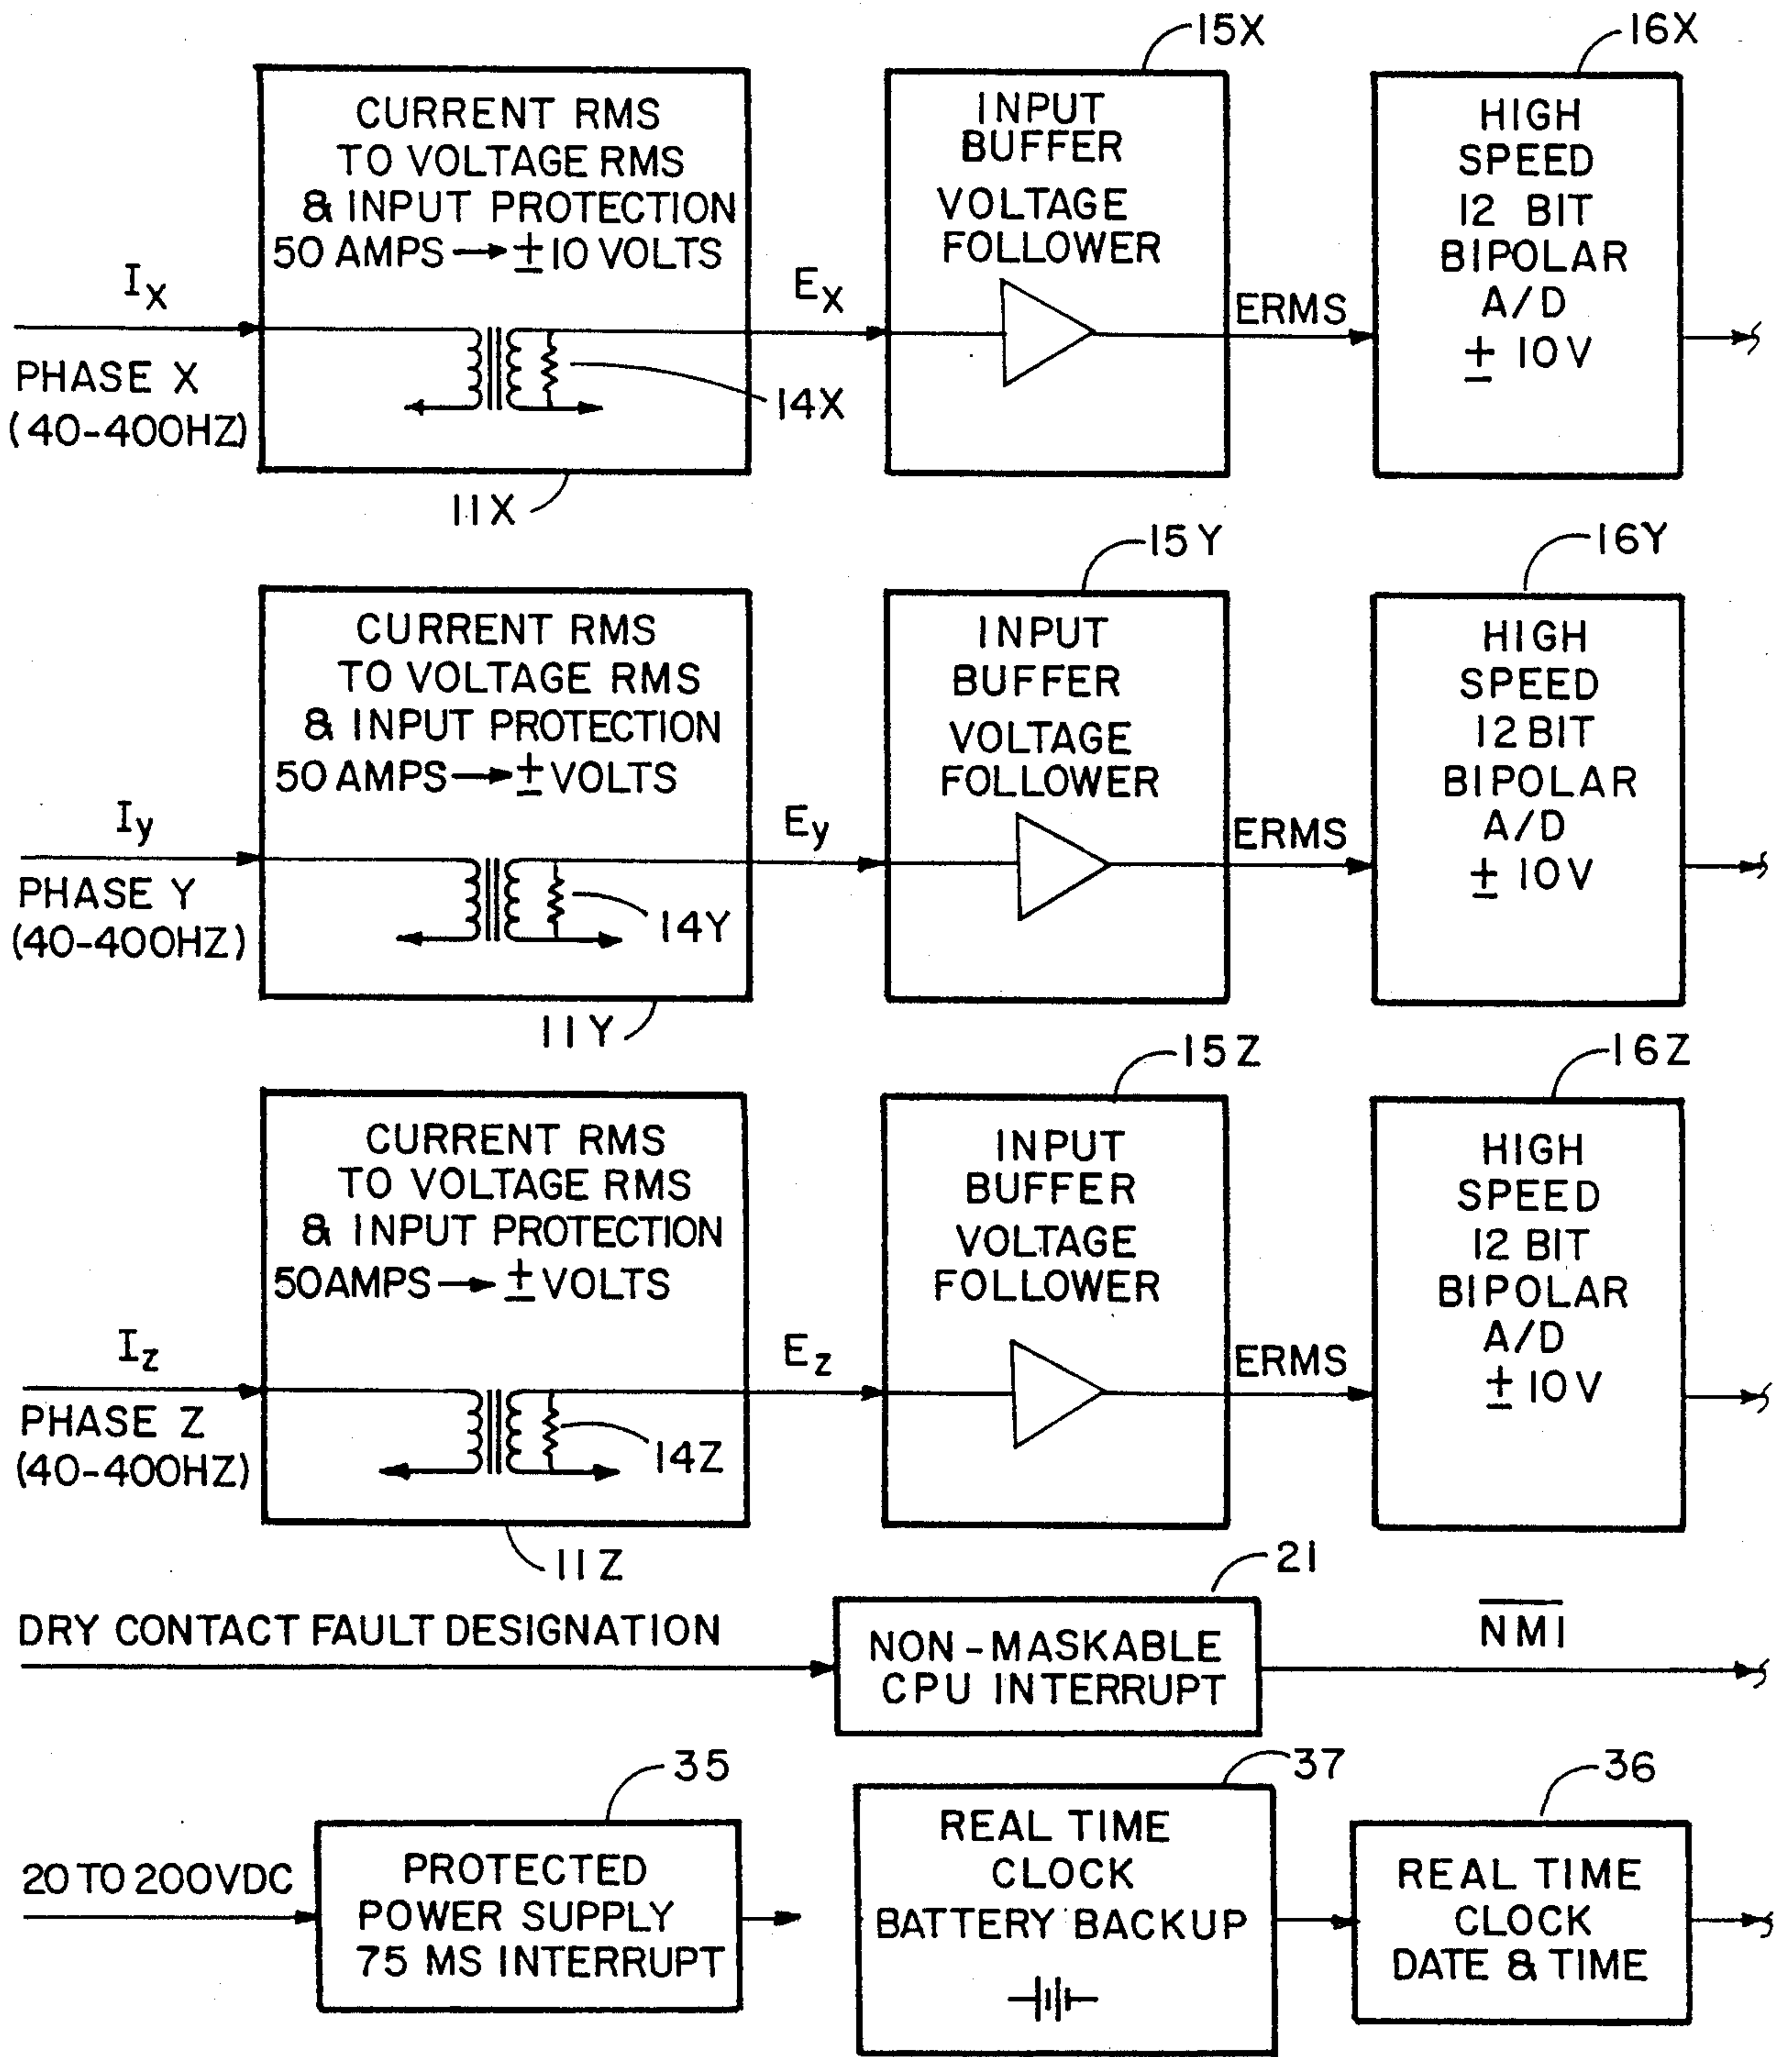 15X
16X
CURRENT RMS
TO VOLTAGE RMS
& INPUT PROTECTION
50 AMPS → ± 10 VOLTS
INPUT
BUFFER
VOLTAGE
FOLLOWER
HIGH
SPEED
12 BIT
BIPOLAR
A/D
± 10V
IX
EX
ERMS
PHASE X
(40-400HZ)
14X
11X
15Y
16Y
CURRENT RMS
TO VOLTAGE RMS
& INPUT PROTECTION
50 AMPS → ± VOLTS
INPUT
BUFFER
VOLTAGE
FOLLOWER
HIGH
SPEED
12 BIT
BIPOLAR
A/D
± 10V
Iy
Ey
ERMS
PHASE Y
(40-400HZ)
14Y
11Y
15Z
16Z
CURRENT RMS
TO VOLTAGE RMS
& INPUT PROTECTION
50AMPS → ± VOLTS
INPUT
BUFFER
VOLTAGE
FOLLOWER
HIGH
SPEED
12 BIT
BIPOLAR
A/D
± 10V
Iz
Ez
ERMS
PHASE Z
(40-400HZ)
14Z
11Z
21
DRY CONTACT FAULT DESIGNATION
NON-MASKABLE
CPU INTERRUPT
N̅M̅I̅
35
37
36
20 TO 200VDC
PROTECTED
POWER SUPPLY
75 MS INTERRUPT
REAL TIME
CLOCK
BATTERY BACKUP
REAL TIME
CLOCK
DATE & TIME